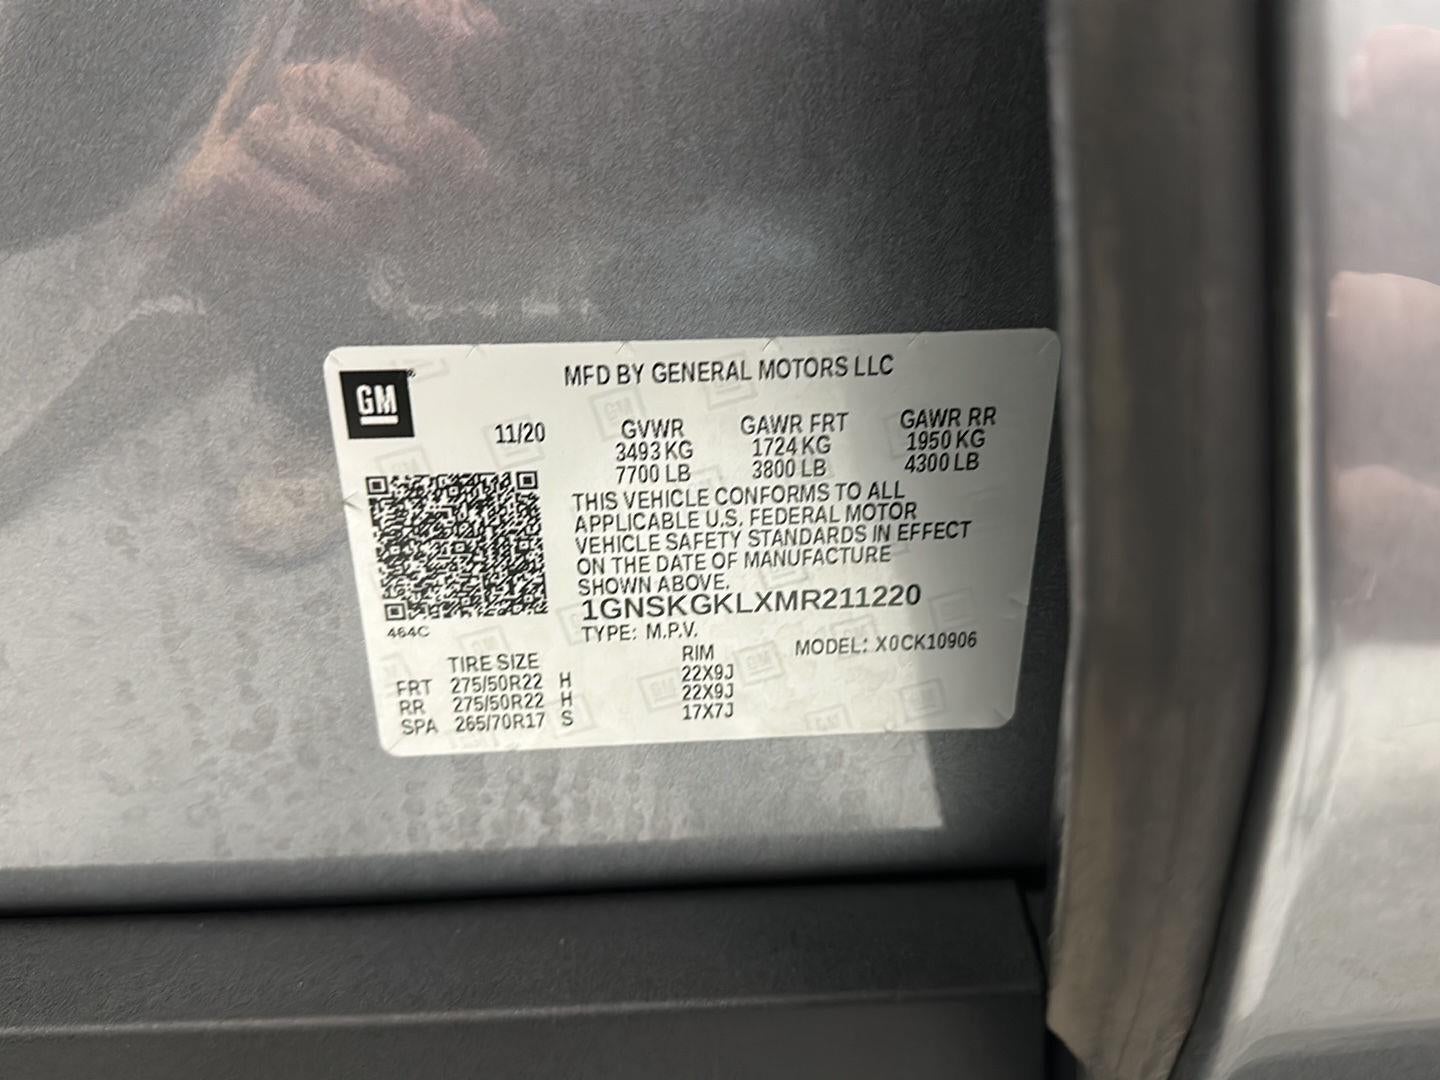 MFD BY GENERAL MOTORS LLC
GM
11/20
GVWR GAWR FRT GAWR RR
3493 KG 1724 KG 1950 KG
7700 LB 3800 LB 4300 LB
THIS VEHICLE CONFORMS TO ALL
APPLICABLE U.S. FEDERAL MOTOR
VEHICLE SAFETY STANDARDS IN EFFECT
ON THE DATE OF MANUFACTURE
SHOWN ABOVE.
1GNSKGKLXMR211220
464C
TYPE: M.P.V. MODEL: X0CK10906
TIRE SIZE RIM
FRT 275/50R22 H 22X9J
RR 275/50R22 H 22X9J
SPA 265/70R17 S 17X7J